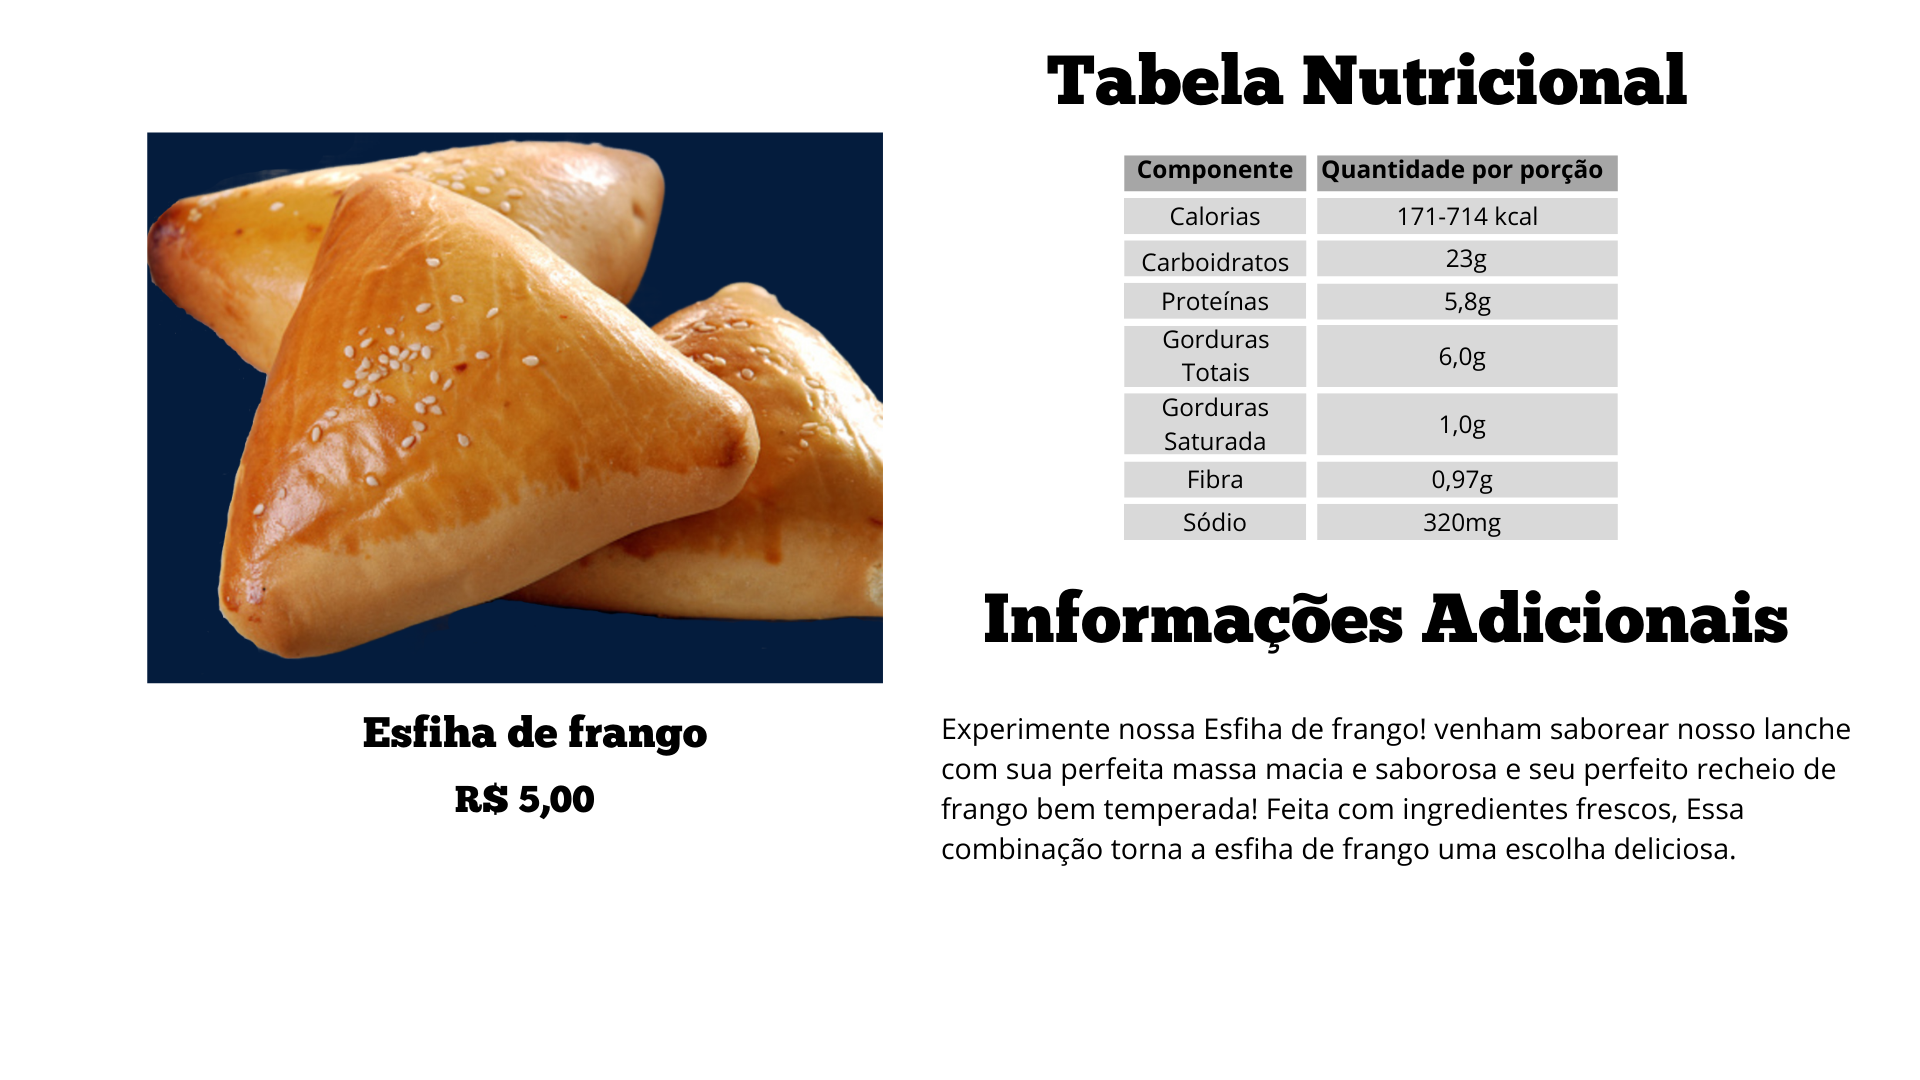 Tabela Nutricional
Componente Quantidade por porção
Calorias 171-714 kcal
Carboidratos 23g
Proteínas 5,8g
Gorduras
Totais 6,0g
Gorduras
Saturada 1,0g
Fibra 0,97g
Sódio 320mg
Informações Adicionais
Experimente nossa Esfiha de frango! venham saborear nosso lanche
com sua perfeita massa macia e saborosa e seu perfeito recheio de
frango bem temperada! Feita com ingredientes frescos, Essa
combinação torna a esfiha de frango uma escolha deliciosa.
Esfiha de frango
R$ 5,00